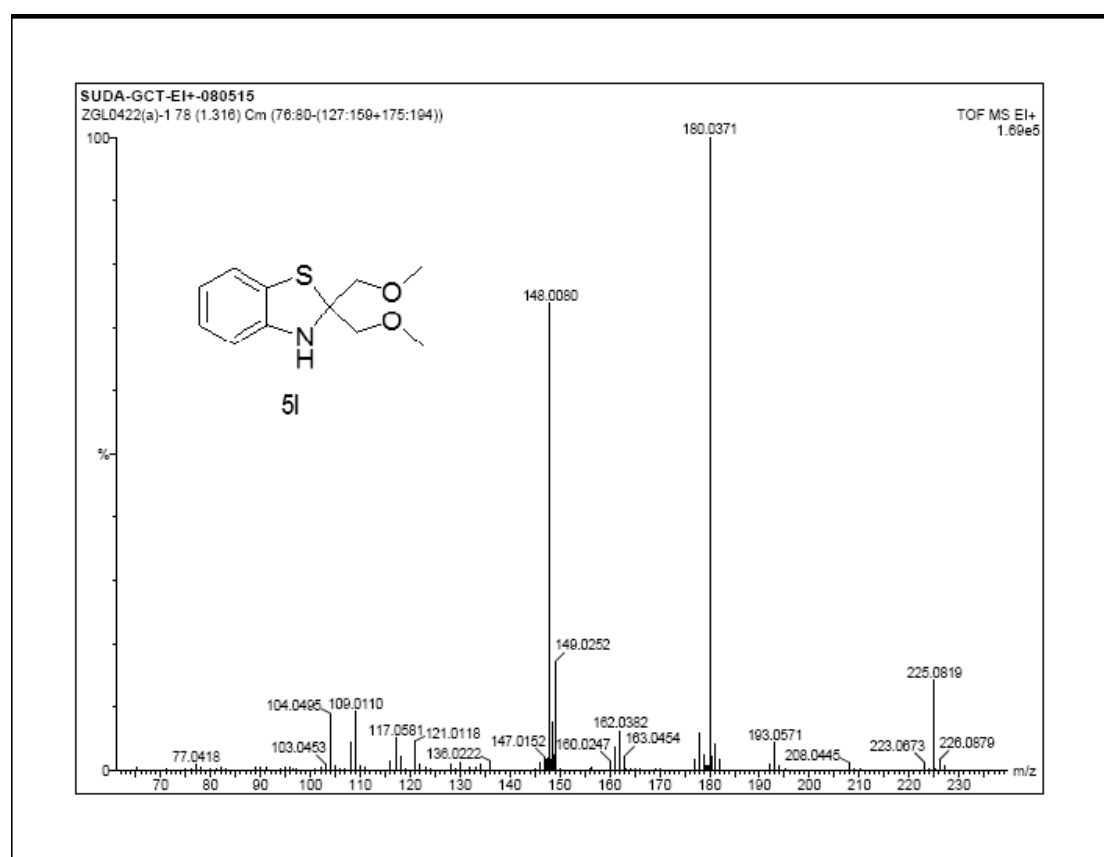 SUDA-GCT-EI+-080515
ZGL0422(a)-1 78 (1.316) Cm (76:80-(127:159+175:194))
TOF MS EI+
1.69e5
100
%
0
180.0371
148.0080
149.0252
225.0819
104.0495
109.0110
117.0581
121.0118
103.0453
136.0222
77.0418
147.0152
160.0247
162.0382
163.0454
193.0571
208.0445
223.0673
226.0879
S
O
O
N
H
5l
m/z
70 80 90 100 110 120 130 140 150 160 170 180 190 200 210 220 230